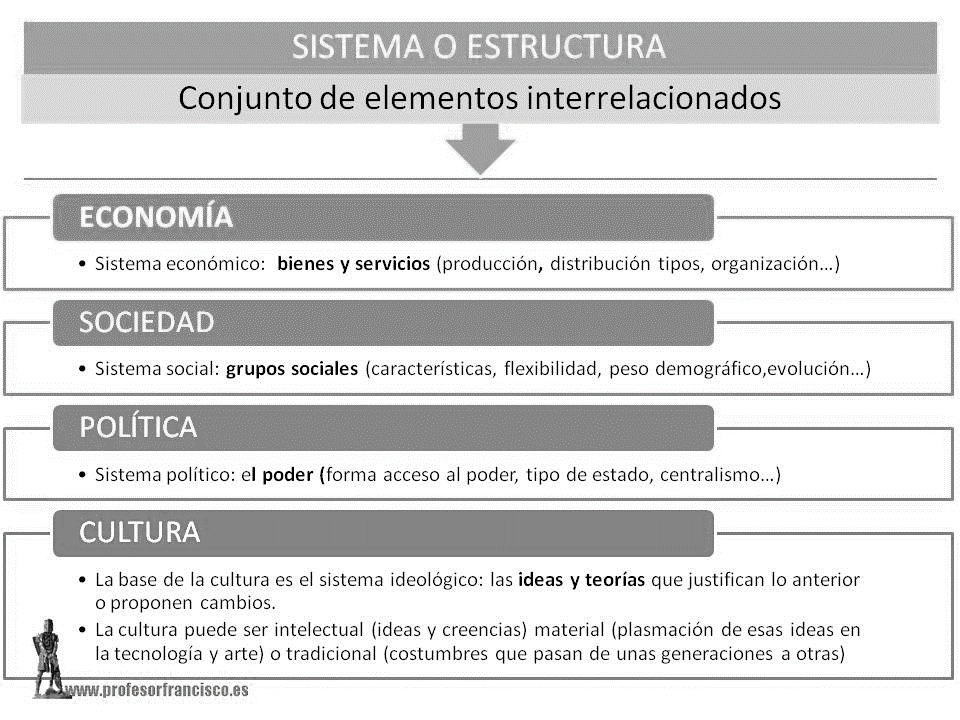 SISTEMA O ESTRUCTURA
Conjunto de elementos interrelacionados
ECONOMÍA
• Sistema económico: bienes y servicios (producción, distribución tipos, organización...)
SOCIEDAD
• Sistema social: grupos sociales (características, flexibilidad, peso demográfico,evolución...)
POLÍTICA
• Sistema político: el poder (forma acceso al poder, tipo de estado, centralismo...)
CULTURA
• La base de la cultura es el sistema ideológico: las ideas y teorías que justifican lo anterior
o proponen cambios.
• La cultura puede ser intelectual (ideas y creencias) material (plasmación de esas ideas en
la tecnología y arte) o tradicional (costumbres que pasan de unas generaciones a otras)
www.profesorfrancisco.es